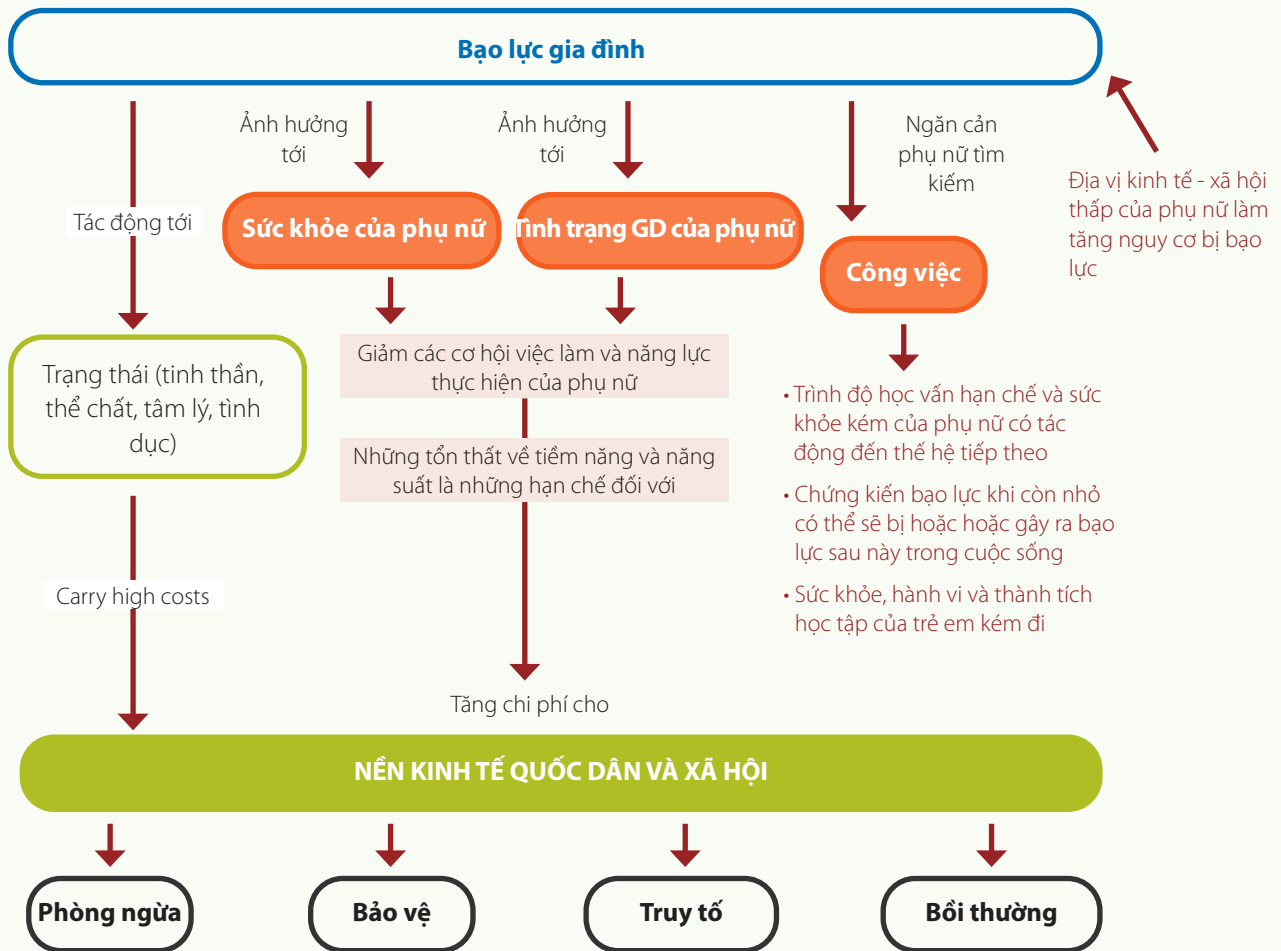 Bạo lực gia đình
Ảnh hưởng
tới
Ảnh hưởng
tới
Ngăn cản
phụ nữ tìm
kiếm
Địa vị kinh tế - xã hội
thấp của phụ nữ làm
tăng nguy cơ bị bạo
lực
Tác động tới
Sức khỏe của phụ nữ
Tình trạng GD của phụ nữ
Công việc
Trạng thái (tinh thần,
thể chất, tâm lý, tình
dục)
Giảm các cơ hội việc làm và năng lực
thực hiện của phụ nữ
Những tổn thất về tiềm năng và năng
suất là những hạn chế đối với
• Trình độ học vấn hạn chế và sức
khỏe kém của phụ nữ có tác
động đến thế hệ tiếp theo
• Chứng kiến bạo lực khi còn nhỏ
có thể sẽ bị hoặc hoặc gây ra bạo
lực sau này trong cuộc sống
• Sức khỏe, hành vi và thành tích
học tập của trẻ em kém đi
Carry high costs
Tăng chi phí cho
NỀN KINH TẾ QUỐC DÂN VÀ XÃ HỘI
Phòng ngừa
Bảo vệ
Truy tố
Bồi thường